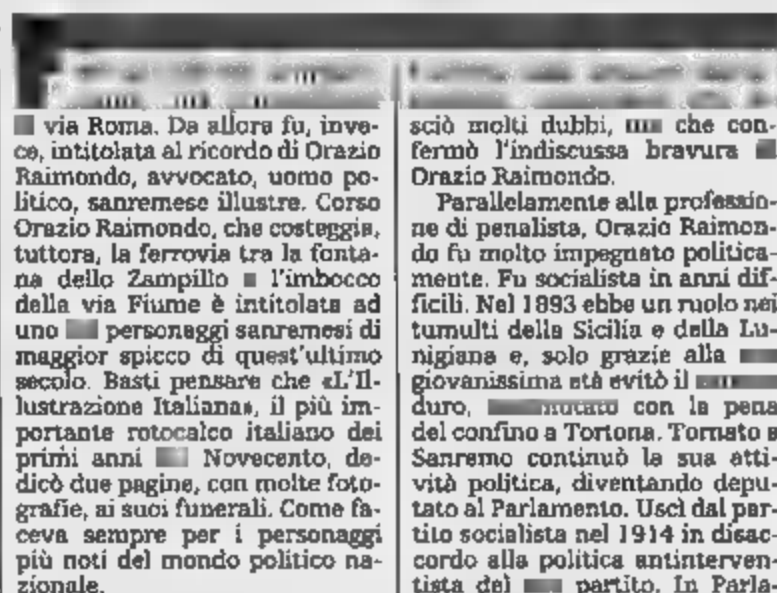 via Roma. Da allora fu, inve-
ce, intitolata al ricordo di Orazio
Raimondo, avvocato, uomo po-
litico, sanremese illustre. Corso
Orazio Raimondo, che costeggia,
tuttora, la ferrovia tra la fonta-
na dello Zampillo l'imbocco
della via Fiume è intitolata ad
uno personaggi sanremesi di
maggior spicco di quest'ultimo
secolo. Basti pensare che «L'Il-
lustrazione Italiana», il più im-
portante rotocalco italiano dei
primi anni Novecento, de-
dicò due pagine, con molte foto-
grafie, ai suoi funerali. Come fa-
ceva sempre per i personaggi
più noti del mondo politico na-
zionale.
sciò molti dubbi, che con-
fermò l'indiscussa bravura
Orazio Raimondo.
Parallelamente alla professio-
ne di penalista, Orazio Raimon-
do fu molto impegnato politica-
mente. Fu socialista in anni dif-
ficili. Nel 1893 ebbe un ruolo nei
tumulti della Sicilia e della Lu-
nigiana e, solo grazie alla
giovanissima età evitò il
duro, con la pena
del confino a Tortona. Tornato a
Sanremo continuò la sua atti-
vità politica, diventando depu-
tato al Parlamento. Uscì dal par-
tito socialista nel 1914 in disac-
cordo alla politica antinterven-
tista del partito. In Parla-